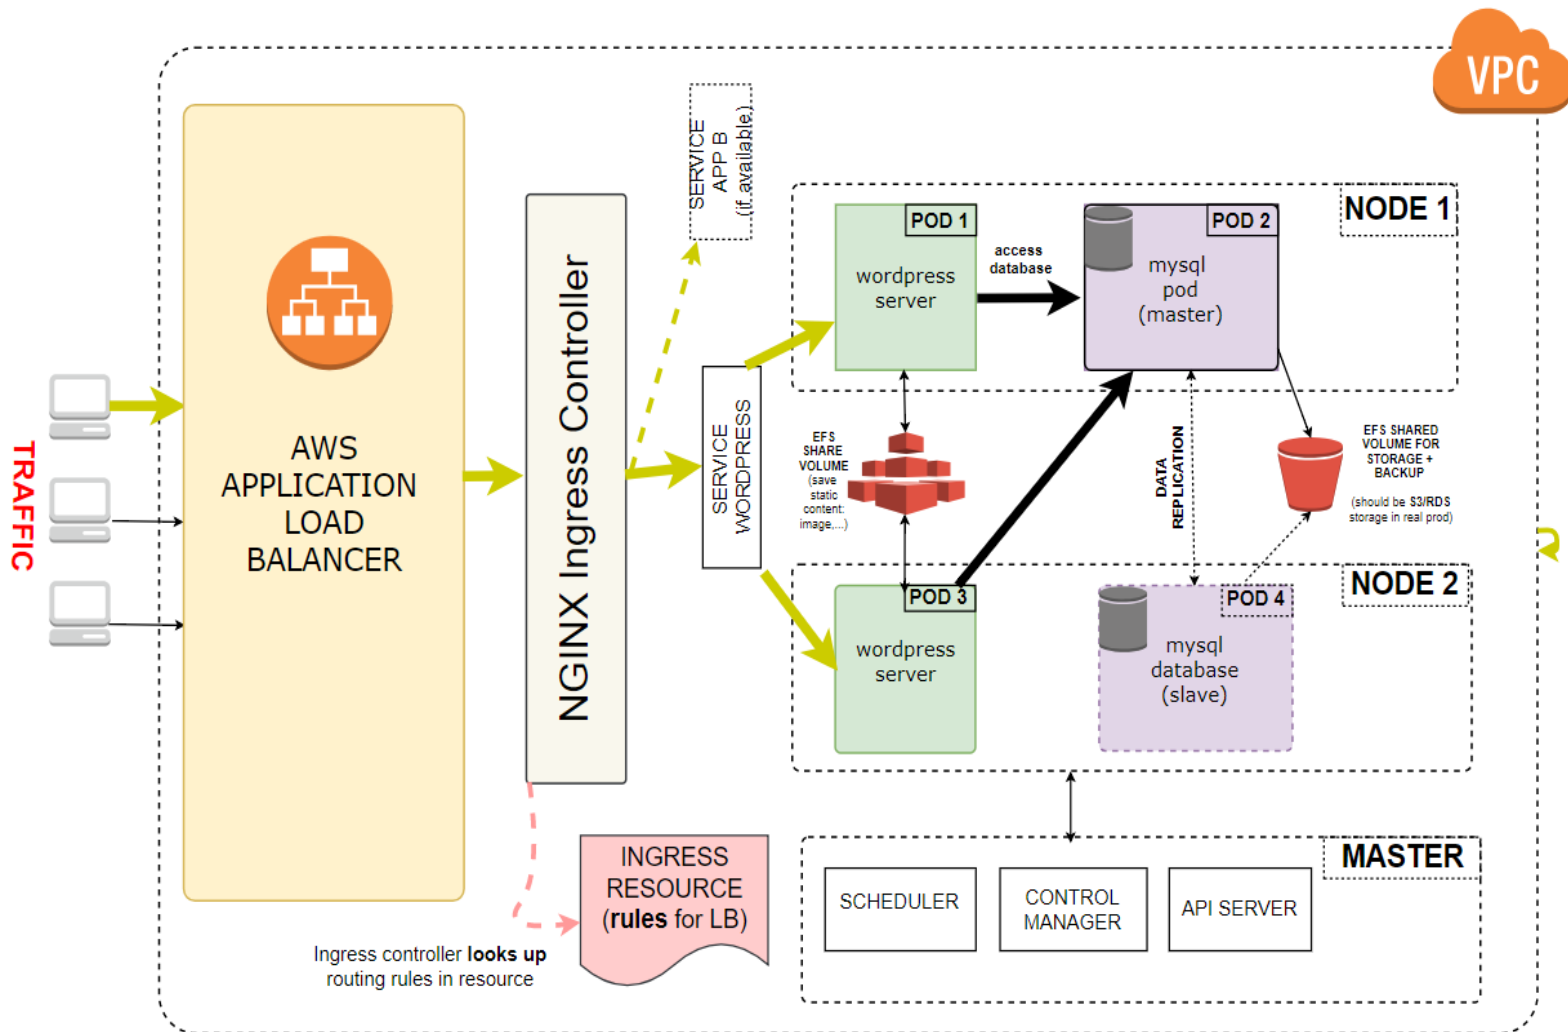 VPC
TRAFFIC
AWS
APPLICATION
LOAD
BALANCER
NGINX Ingress Controller
SERVICE
APP B
(if available)
SERVICE
WORDPRESS
NODE 1
POD 1
wordpress
server
access
database
POD 2
mysql
pod
(master)
EFS
SHARE
VOLUME
(save
static
content:
image,...)
DATA
REPLICATION
EFS SHARED
VOLUME FOR
STORAGE +
BACKUP
(should be S3/RDS
storage in real prod)
NODE 2
POD 3
wordpress
server
POD 4
mysql
database
(slave)
MASTER
SCHEDULER
CONTROL
MANAGER
API SERVER
INGRESS
RESOURCE
(rules for LB)
Ingress controller looks up
routing rules in resource